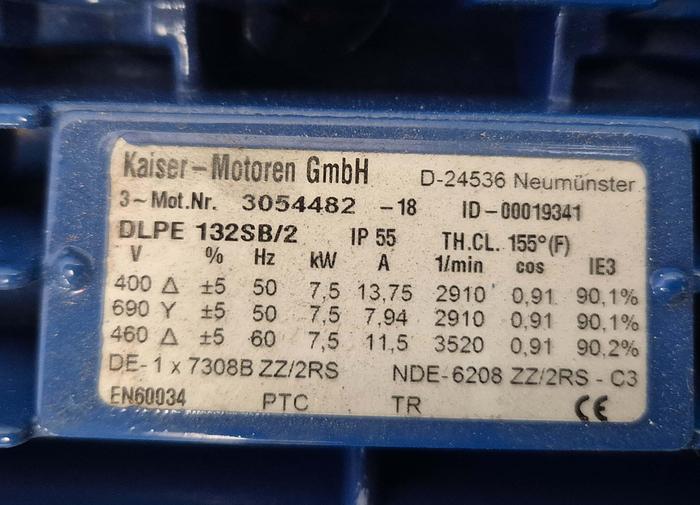 Kaiser-Motoren GmbH D-24536 Neumünster
3~Mot.Nr. 3054482 -18 ID-00019341
DLPE 132SB/2 IP 55 TH.CL. 155°(F)
V % Hz kW A 1/min cos IE3
400 Δ ±5 50 7,5 13,75 2910 0,91 90,1%
690 Y ±5 50 7,5 7,94 2910 0,91 90,1%
460 Δ ±5 60 7,5 11,5 3520 0,91 90,2%
DE-1 x 7308B ZZ/2RS NDE-6208 ZZ/2RS - C3
EN60034 PTC TR CE